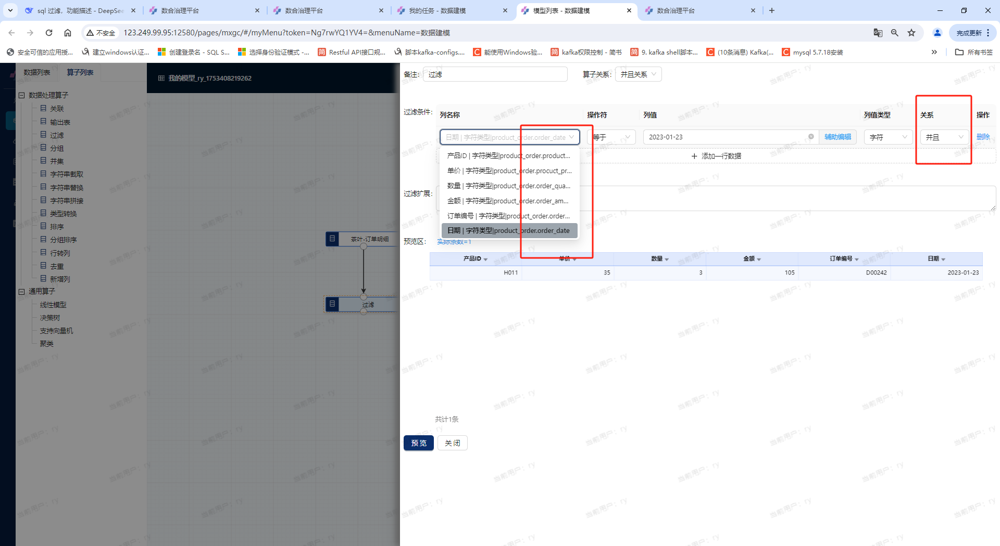 sql 过滤，功能描述 - DeepSee
数合治理平台
数合治理平台
我的任务 - 数据建模
模型列表 - 数据建模
数合治理平台
不安全
123.249.99.95:12580/pages/mxgc/#/myMenu?token=Ng7rwYQ1YV4=&menuName=数据建模
完成更新
安全可信的应用授...
建立windows认证...
创建登录名 - SQL S...
选择身份验证模式 -...
Restful API接口规...
脚本kafka-configs....
能使用Windows验...
kafka权限控制 - 简书
9. kafka shell脚本...
(10条消息) Kafka(...
mysql 5.7.18安装
所有书签
数据列表
算子列表
我的模型_ry_1753408219262
数据处理算子
关联
输出表
过滤
分组
并集
字符串截取
字符串替换
字符串拼接
类型转换
排序
分组排序
行转列
去重
新增列
通用算子
线性模型
决策树
支持向量机
聚类
茶叶-订单明细
过滤
备注：
过滤
算子关系：
并且关系
过滤条件：
列名称
操作符
列值
列值类型
关系
操作
日期 | 字符类型|product_order.order_date
等于
2023-01-23
辅助编辑
字符
并且
删除
产品ID | 字符类型|product_order.product...
单价 | 字符类型|product_order.procuct_pr...
数量 | 字符类型|product_order.order_qua...
金额 | 字符类型|product_order.order_am...
订单编号 | 字符类型|product_order.order...
日期 | 字符类型|product_order.order_date
添加一行数据
过滤扩展：
预览区：
实际条数=1
产品ID
单价
数量
金额
订单编号
日期
H011
35
3
105
D00242
2023-01-23
共计1条
预览
关闭
当前用户：ry